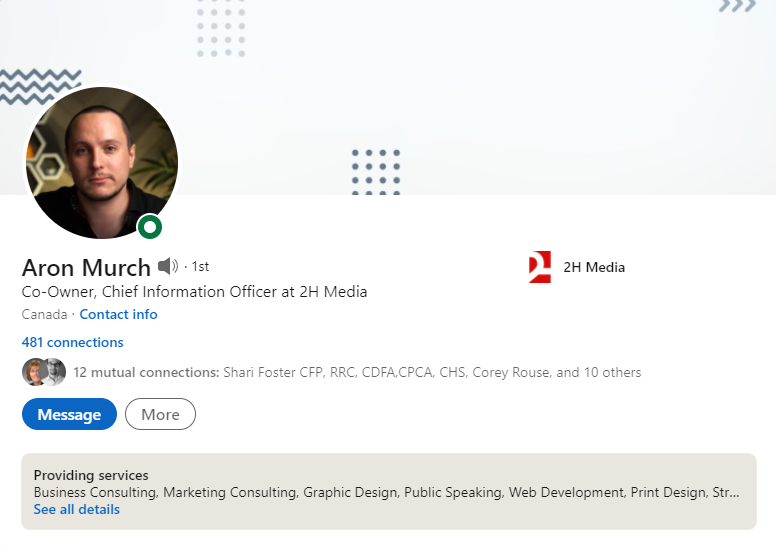 Aron Murch · 1st
2H Media
Co-Owner, Chief Information Officer at 2H Media
Canada · Contact info
481 connections
12 mutual connections: Shari Foster CFP, RRC, CDFA,CPCA, CHS, Corey Rouse, and 10 others
Message
More
Providing services
Business Consulting, Marketing Consulting, Graphic Design, Public Speaking, Web Development, Print Design, Str...
See all details